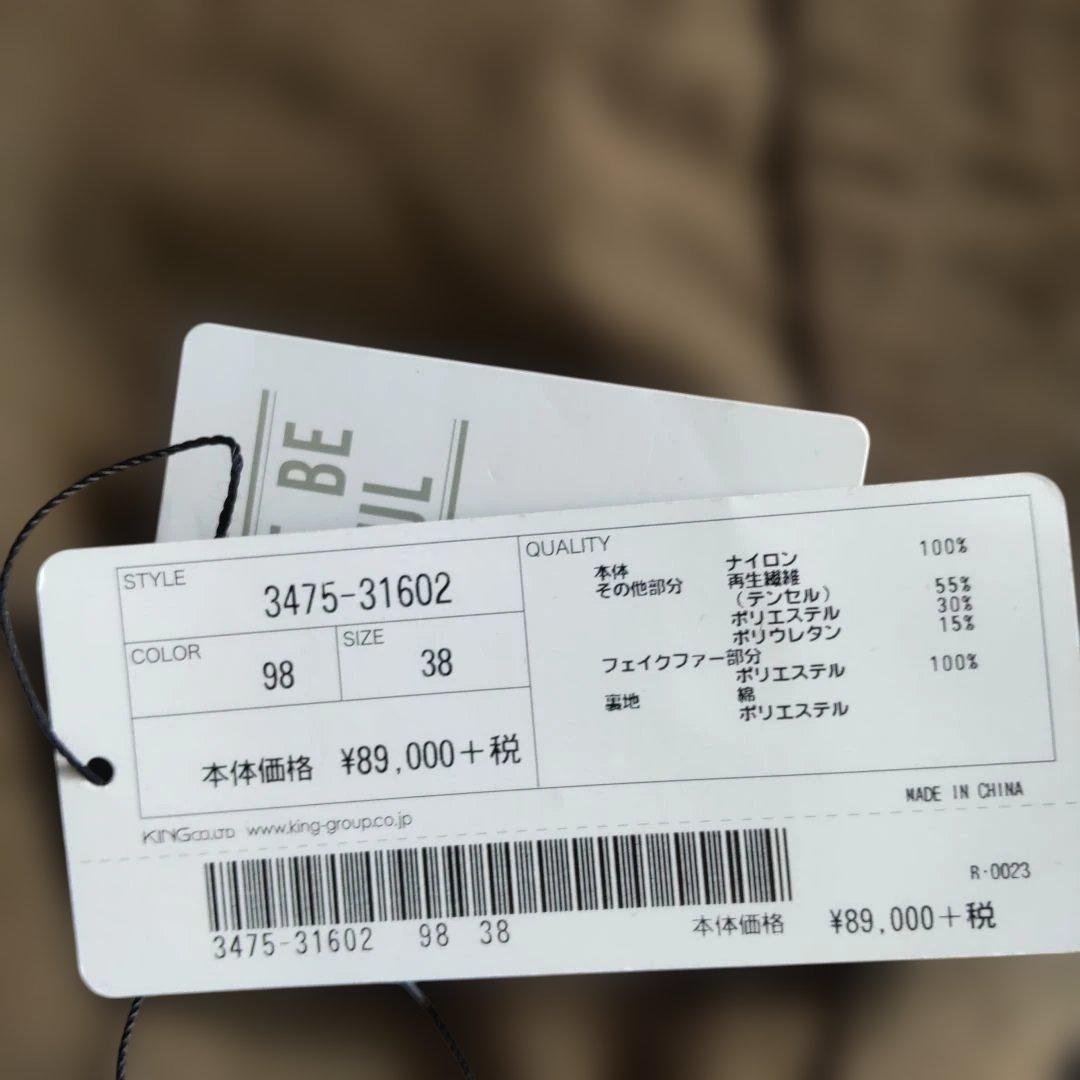 BE
UL
STYLE 3475-31602
COLOR 98 SIZE 38
本体価格 ¥89,000+税
QUALITY
本体 ナイロン 100%
その他部分 再生繊維
(テンセル) 55%
ポリエステル 30%
ポリウレタン 15%
フェイクファー部分
ポリエステル 100%
裏地 綿
ポリエステル
MADE IN CHINA
KING CO.,LTD www.king-group.co.jp
R-0023
3475-31602 98 38
本体価格 ¥89,000+税